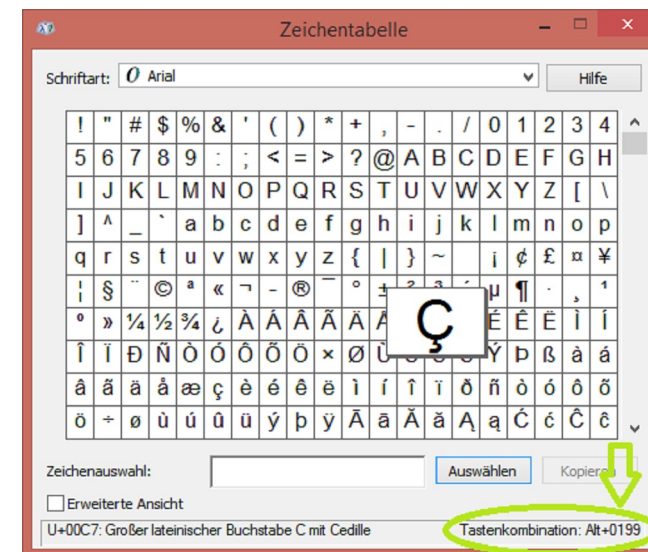 Zeichentabelle
Schriftart: O Arial Hilfe
! " # $ % & ' ( ) * + , - . / 0 1 2 3 4
5 6 7 8 9 : ; < = > ? @ A B C D E F G H
I J K L M N O P Q R S T U V W X Y Z [ \
] ^ _ ` a b c d e f g h i j k l m n o p
q r s t u v w x y z { | } ~ ¡ ¢ £ ¤ ¥
¦ § ¨ © ª « ¬ - ® ¯ ° ± µ ¶ · ¸ ¹
º » ¼ ½ ¾ ¿ À Á Â Ã Ä Ç É Ê Ë Ì Í
Î Ï Ð Ñ Ò Ó Ô Õ Ö × Ø Ý Þ ß à á
â ã ä å æ ç è é ê ë ì í î ï ð ñ ò ó ô õ
ö ÷ ø ù ú û ü ý þ ÿ Ā ā Ă ă Ą ą Ć ć Ĉ ĉ
Zeichenauswahl: Auswählen Kopieren
Erweiterte Ansicht
U+00C7: Großer lateinischer Buchstabe C mit Cedille Tastenkombination: Alt+0199